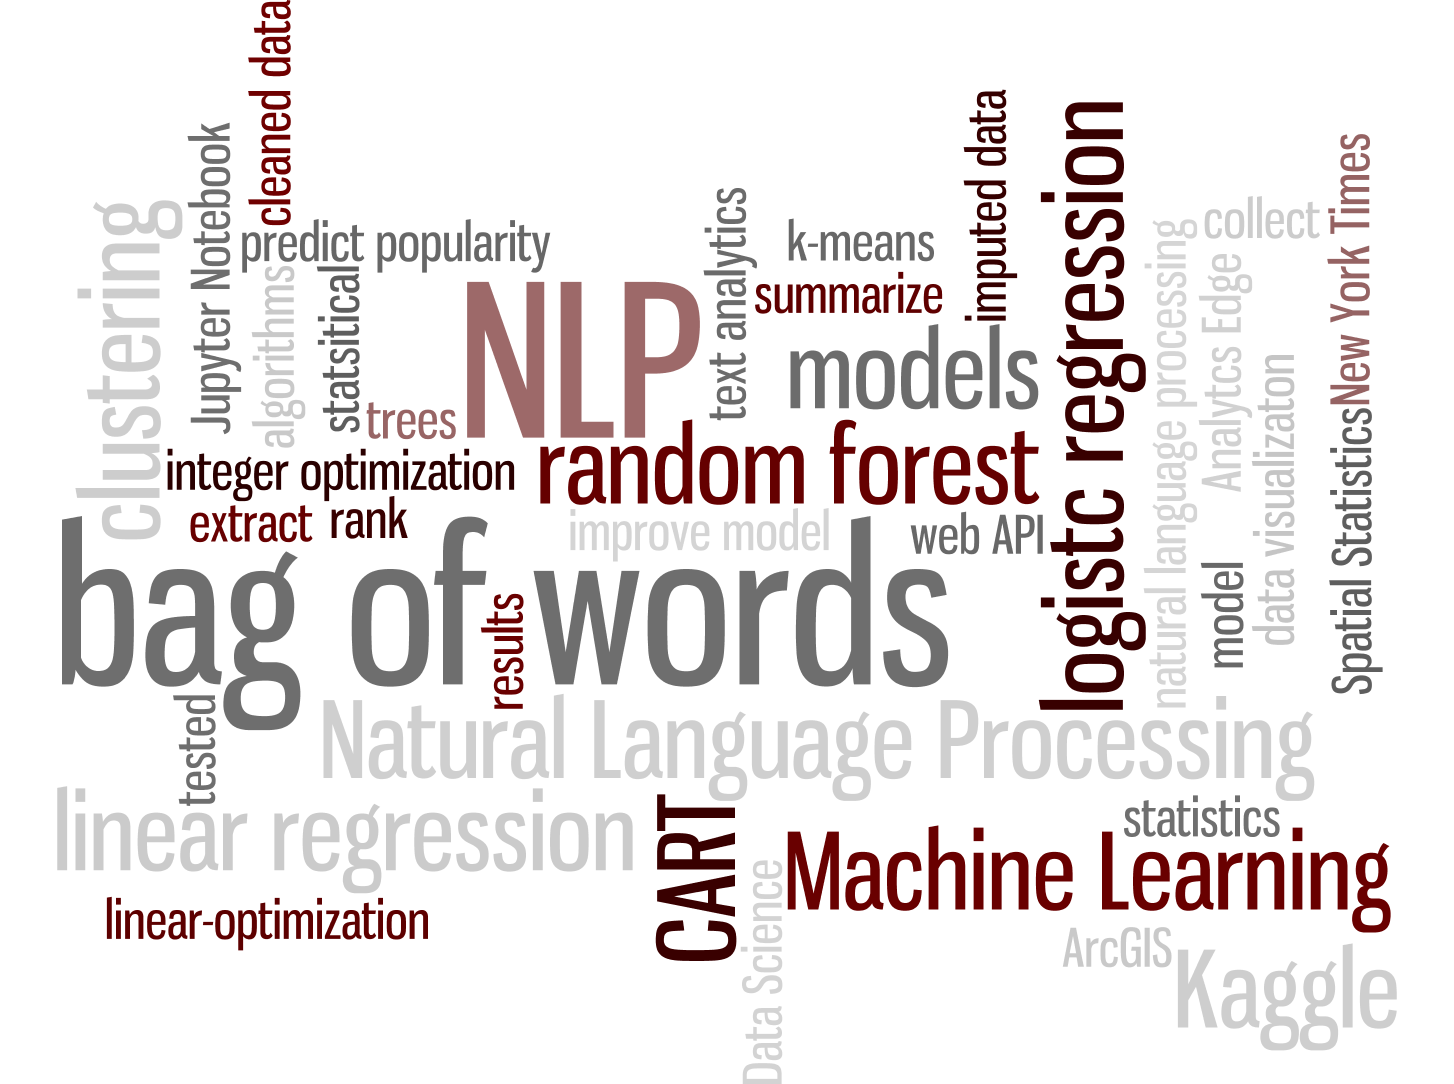 cleaned data
Jupyter Notebook
clustering
predict popularity
algorithms
statsitical
trees
NLP
text analytics
k-means
summarize
imputed data
models
logistc regression
natural language processing
collect
Analytcs Edge
data visualizaton
New York Times
Spatial Statistics
integer optimization
random forest
extract
rank
improve model
web API
model
bag of words
results
tested
Natural Language Processing
linear regression
CART
statistics
Machine Learning
linear-optimization
Data Science
ArcGIS
Kaggle